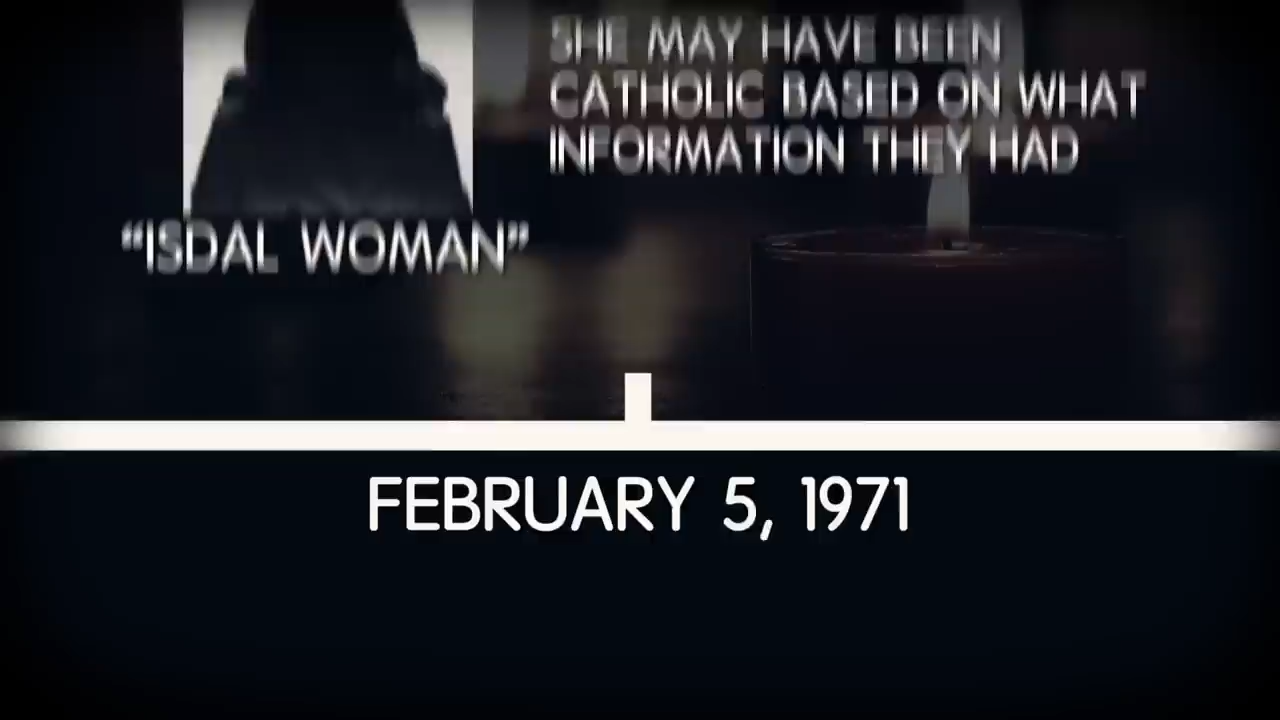 SHE MAY HAVE BEEN
CATHOLIC BASED ON WHAT
INFORMATION THEY HAD
“ISDAL WOMAN”
FEBRUARY 5, 1971